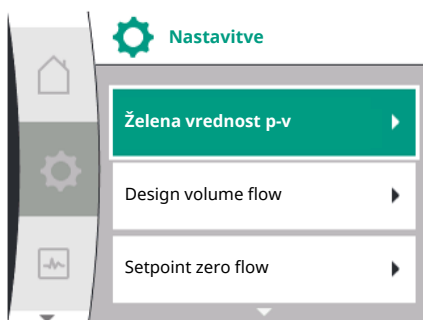 Nastavitve
Želena vrednost p-v
Design volume flow
Setpoint zero flow